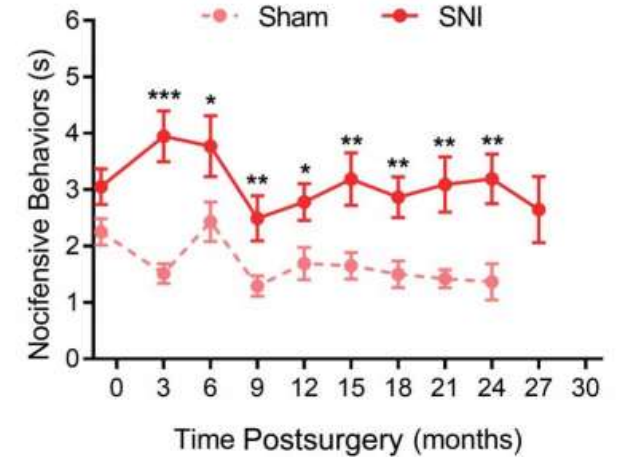 Sham SNI
Nocifensive Behaviors (s)
6
5
4
3
2
1
0
*** * ** * ** ** ** **
0 3 6 9 12 15 18 21 24 27 30
Time Postsurgery (months)